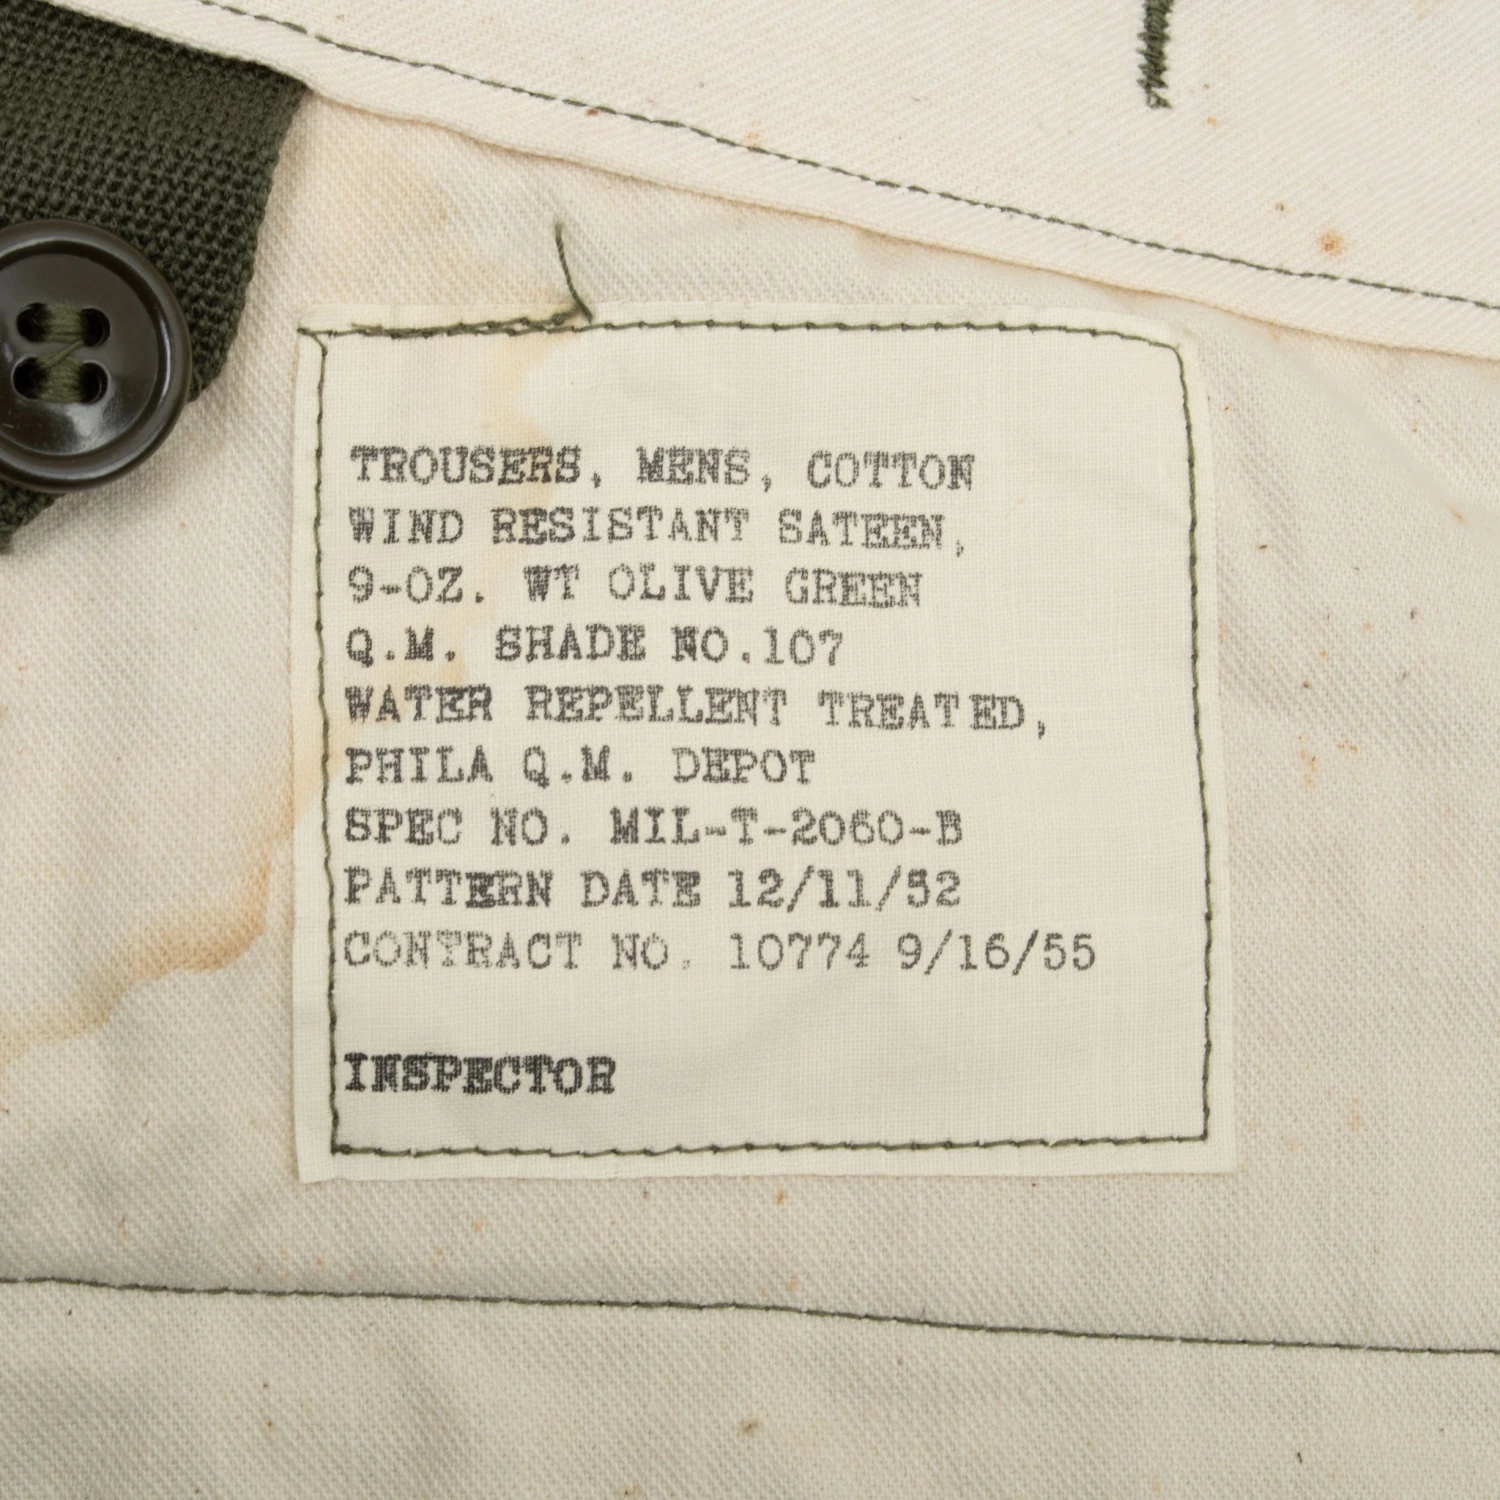 TROUSERS, MENS, COTTON
WIND RESISTANT SATEEN,
9-OZ. WT OLIVE GREEN
Q.M. SHADE NO.107
WATER REPELLENT TREATED,
PHILA Q.M. DEPOT
SPEC NO. MIL-T-2060-B
PATTERN DATE 12/11/52
CONTRACT NO. 10774 9/16/55
INSPECTOR